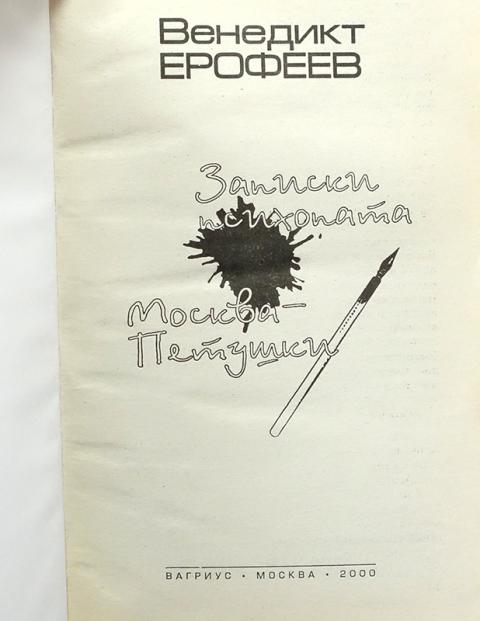 Венедикт
ЕРОФЕЕВ
Записки
психопата
Москва-
Петушки
ВАГРИУС • МОСКВА • 2000